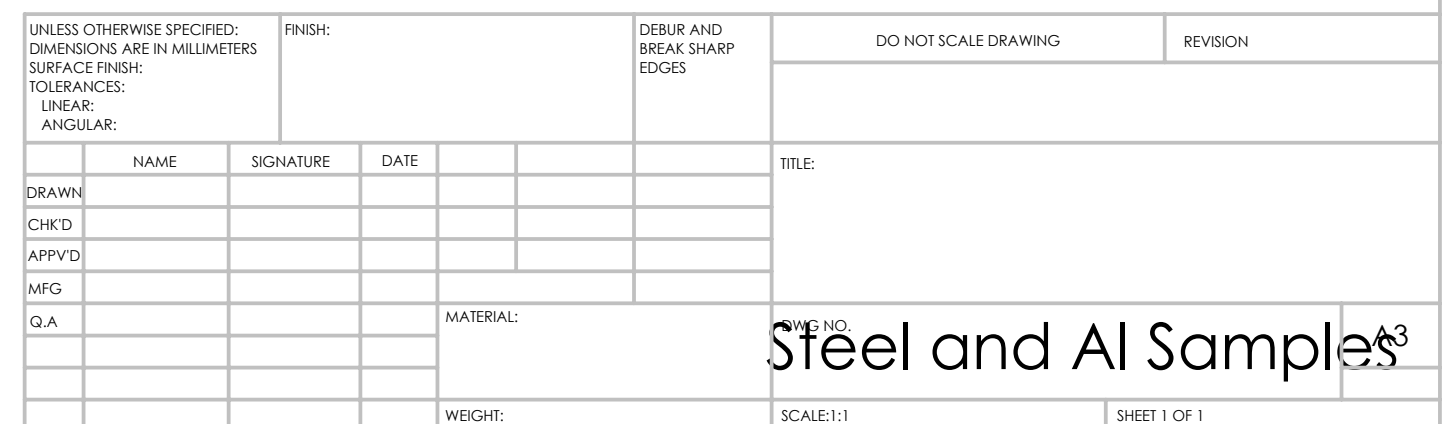 UNLESS OTHERWISE SPECIFIED:
DIMENSIONS ARE IN MILLIMETERS
SURFACE FINISH:
TOLERANCES:
LINEAR:
ANGULAR:
FINISH:
DEBUR AND
BREAK SHARP
EDGES
DO NOT SCALE DRAWING
REVISION
NAME SIGNATURE DATE
TITLE:
DRAWN
CHK'D
APPV'D
MFG
Q.A
MATERIAL:
DWG NO.
Steel and Al Samples
A3
WEIGHT:
SCALE:1:1
SHEET 1 OF 1